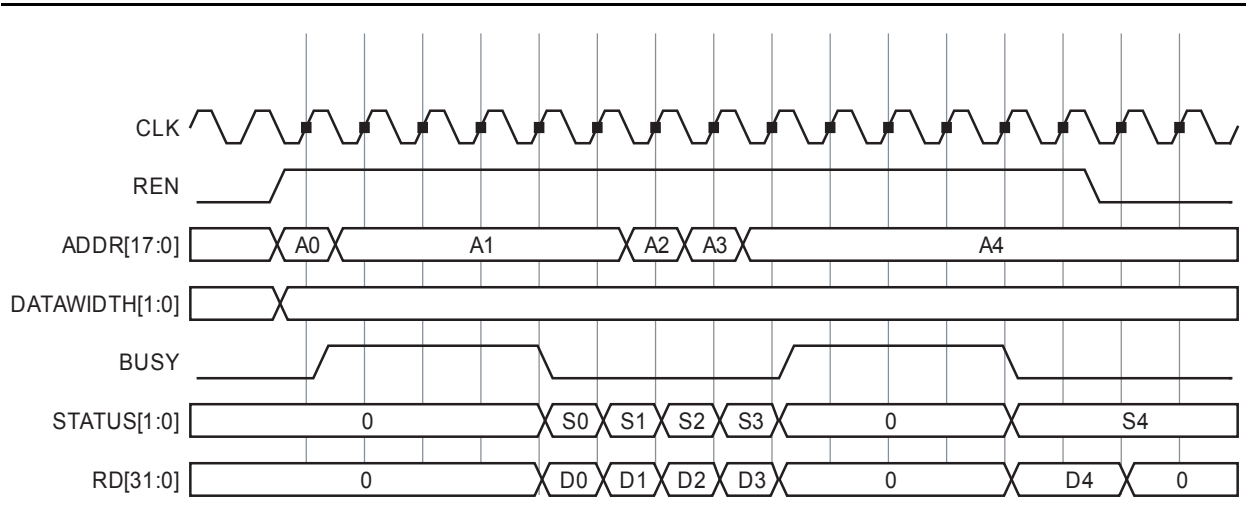 CLK
REN
ADDR[17:0] A0 A1 A2 A3 A4
DATAWIDTH[1:0]
BUSY
STATUS[1:0] 0 S0 S1 S2 S3 0 S4
RD[31:0] 0 D0 D1 D2 D3 0 D4 0